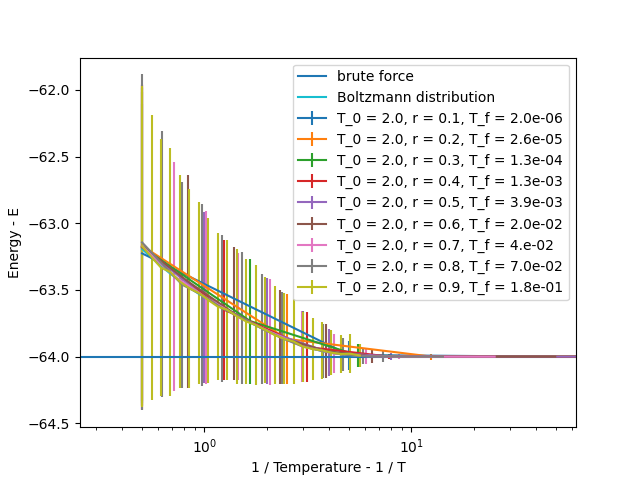 −62.0
−62.5
−63.0
−63.5
−64.0
−64.5
Energy - E
10⁰
10¹
1 / Temperature - 1 / T
brute force
Boltzmann distribution
T_0 = 2.0, r = 0.1, T_f = 2.0e-06
T_0 = 2.0, r = 0.2, T_f = 2.6e-05
T_0 = 2.0, r = 0.3, T_f = 1.3e-04
T_0 = 2.0, r = 0.4, T_f = 1.3e-03
T_0 = 2.0, r = 0.5, T_f = 3.9e-03
T_0 = 2.0, r = 0.6, T_f = 2.0e-02
T_0 = 2.0, r = 0.7, T_f = 4.e-02
T_0 = 2.0, r = 0.8, T_f = 7.0e-02
T_0 = 2.0, r = 0.9, T_f = 1.8e-01